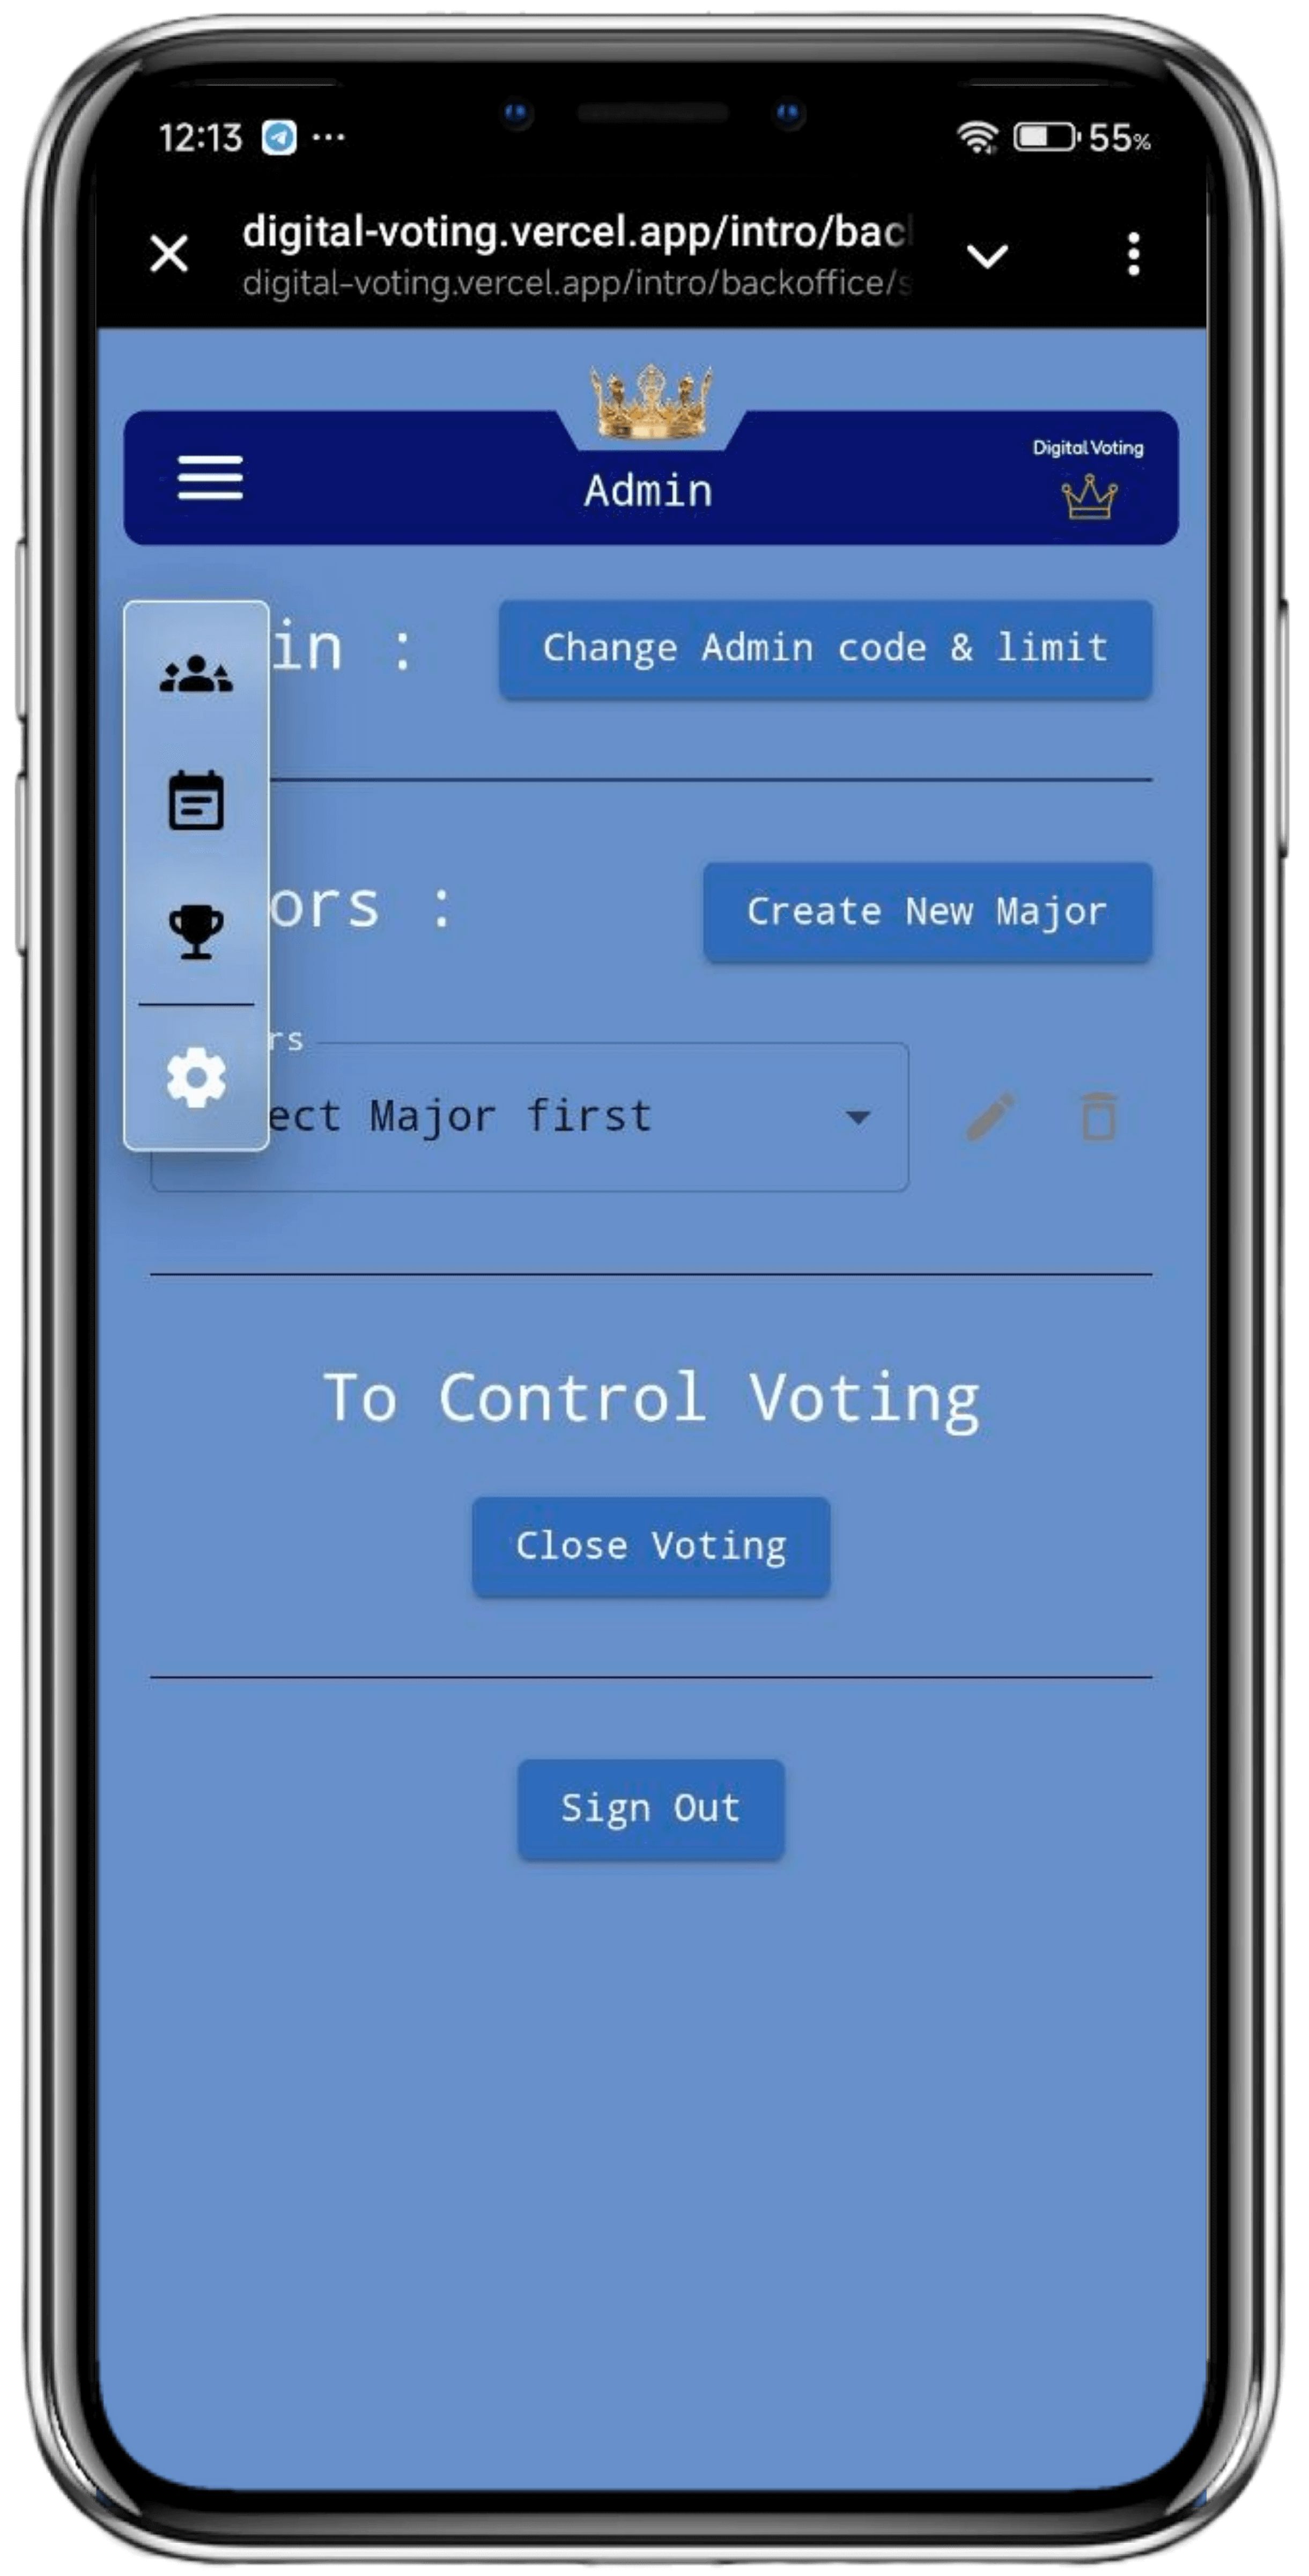 12:13 ... 55%
digital-voting.vercel.app/intro/bac
digital-voting.vercel.app/intro/backoffice/s
Digital Voting
Admin
in :
Change Admin code & limit
ors :
Create New Major
rs
ect Major first
To Control Voting
Close Voting
Sign Out